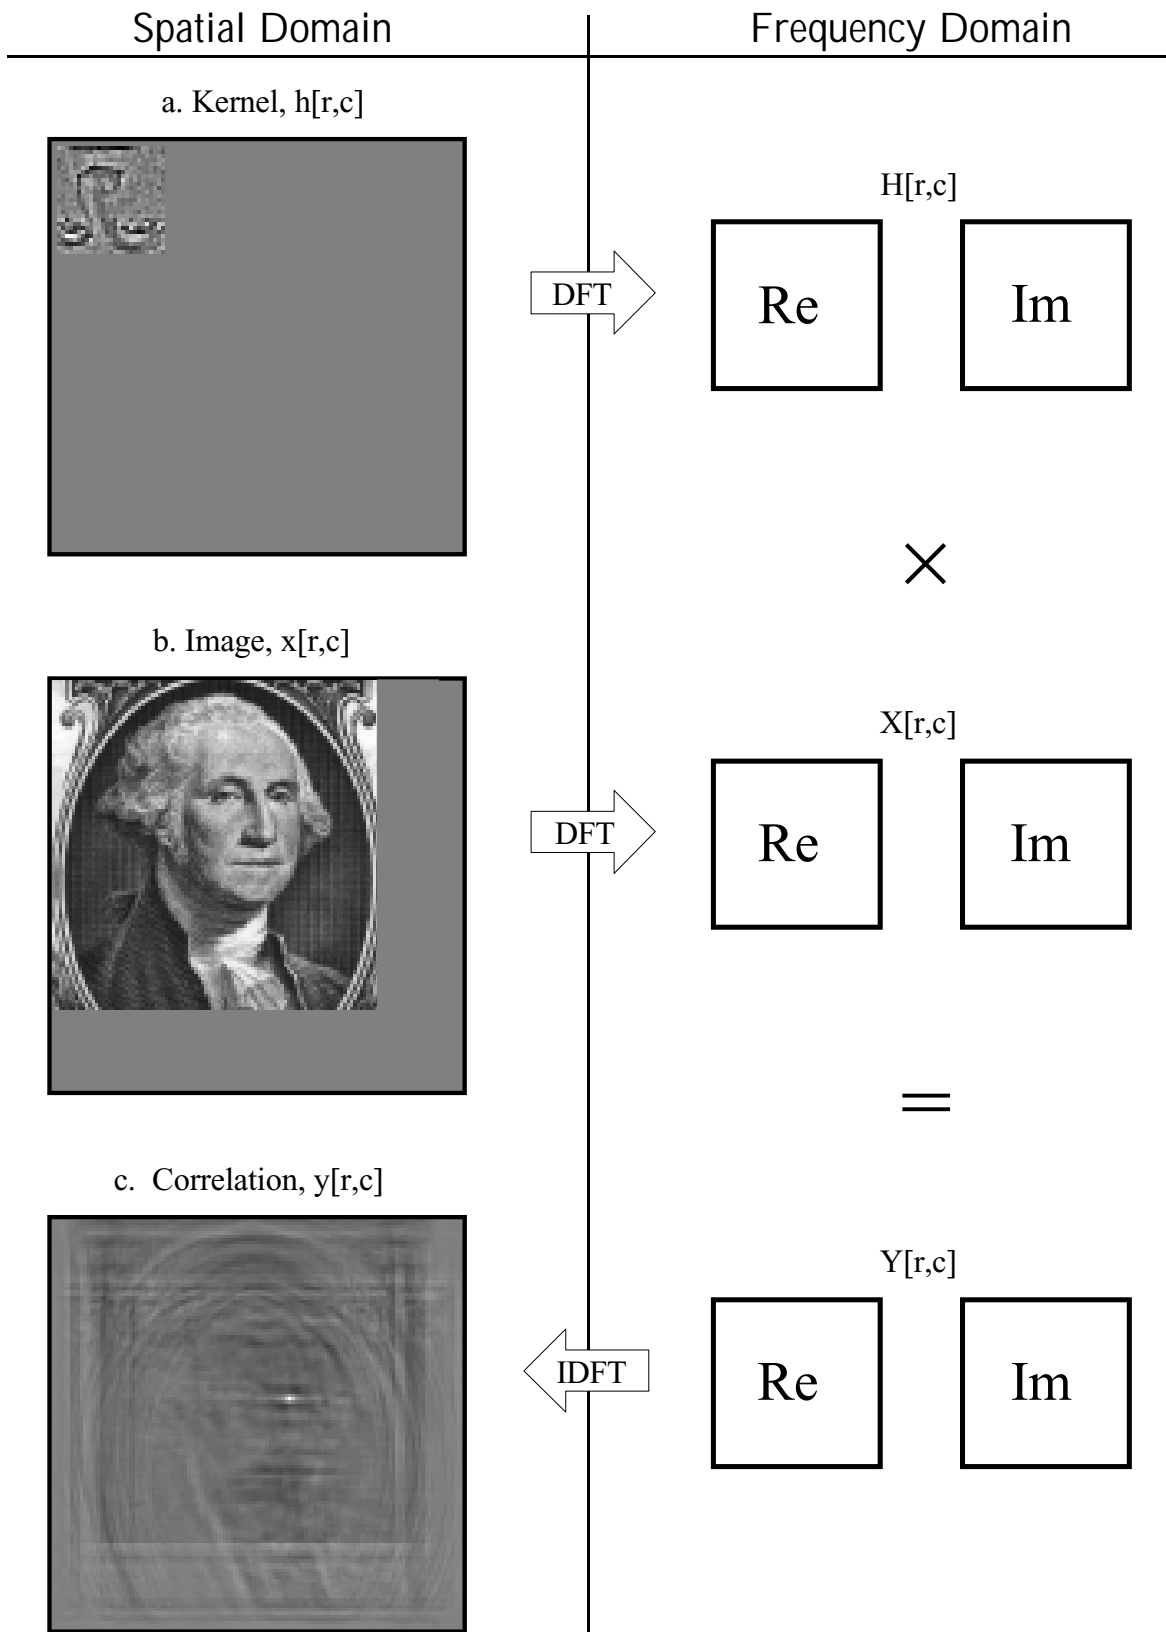 Spatial Domain
Frequency Domain
a. Kernel, h[r,c]
H[r,c]
DFT
Re
Im
×
b. Image, x[r,c]
X[r,c]
DFT
Re
Im
=
c. Correlation, y[r,c]
Y[r,c]
IDFT
Re
Im